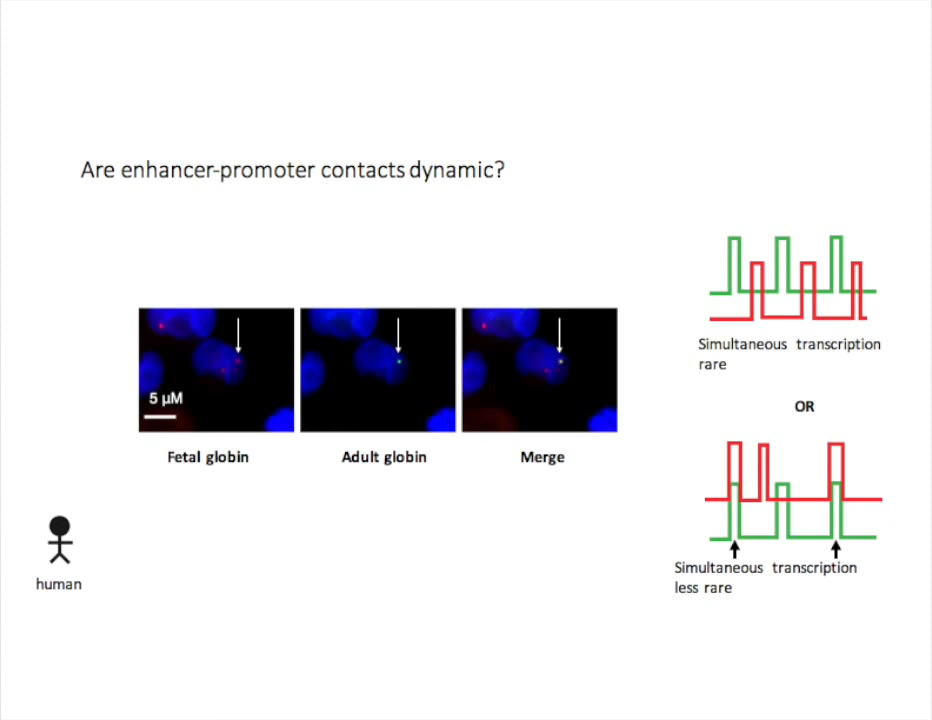 Are enhancer-promoter contacts dynamic?
5 µM
Fetal globin
Adult globin
Merge
human
Simultaneous transcription
rare
OR
Simultaneous transcription
less rare